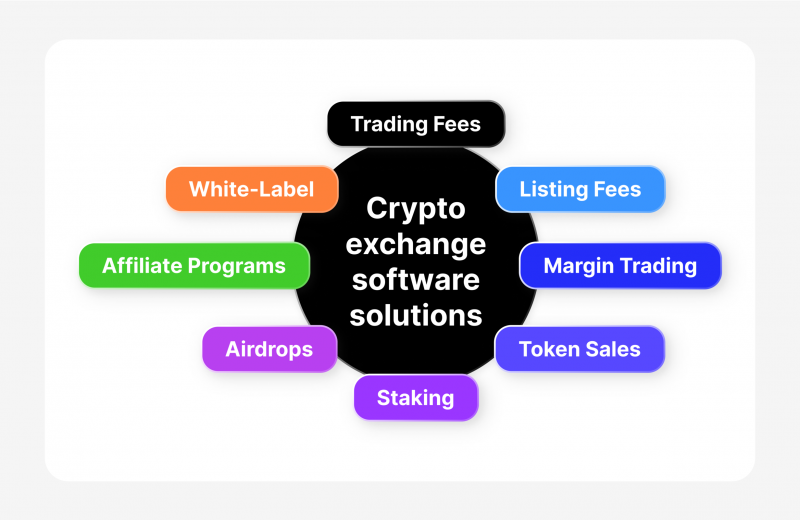 Trading Fees
White-Label
Listing Fees
Crypto
exchange
software
solutions
Affiliate Programs
Margin Trading
Airdrops
Token Sales
Staking